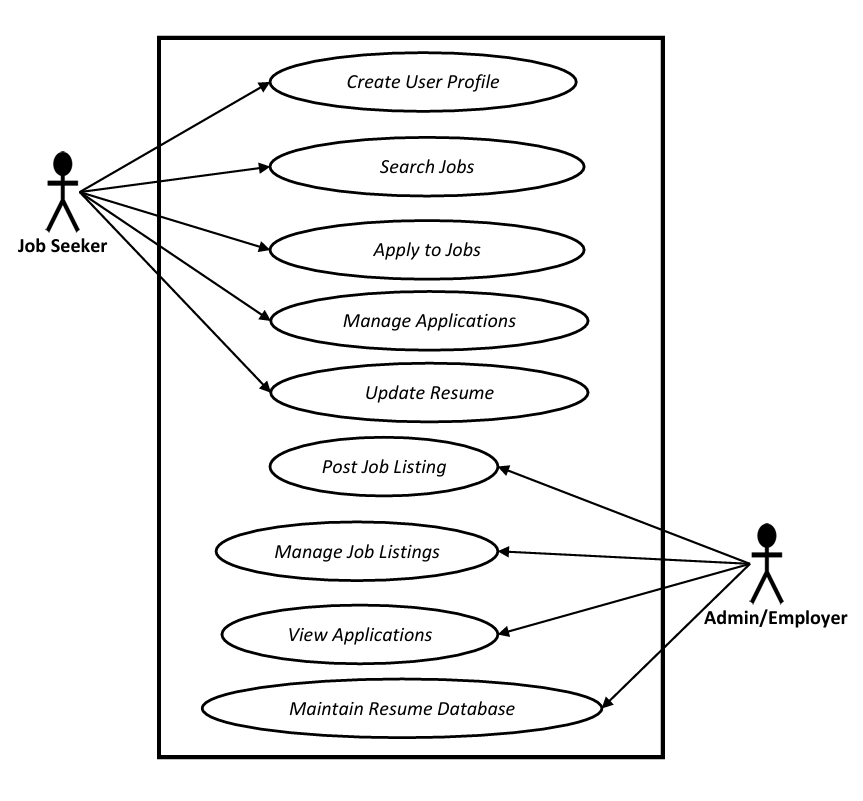 Create User Profile
Search Jobs
Job Seeker
Apply to Jobs
Manage Applications
Update Resume
Post Job Listing
Manage Job Listings
View Applications
Admin/Employer
Maintain Resume Database